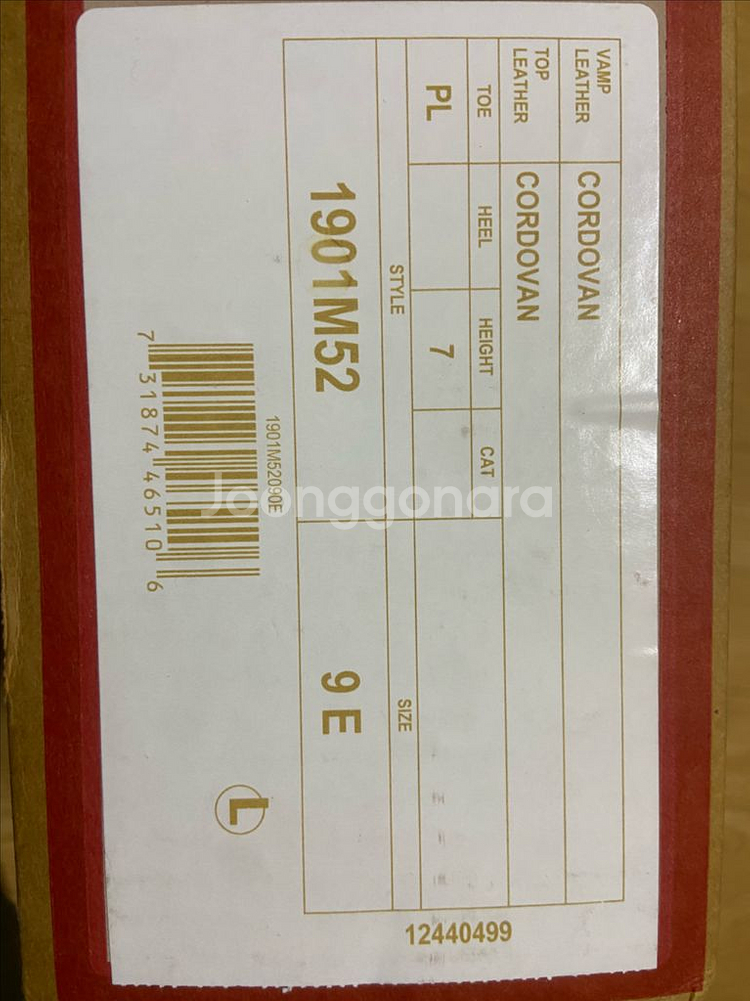 VAMP LEATHER CORDOVAN
TOP LEATHER CORDOVAN
TOE HEEL HEIGHT CAT
PL 7
STYLE SIZE
1901M52 9 E
1901M52090E
7 31874 46510 6
L
12440499
Joonggonara